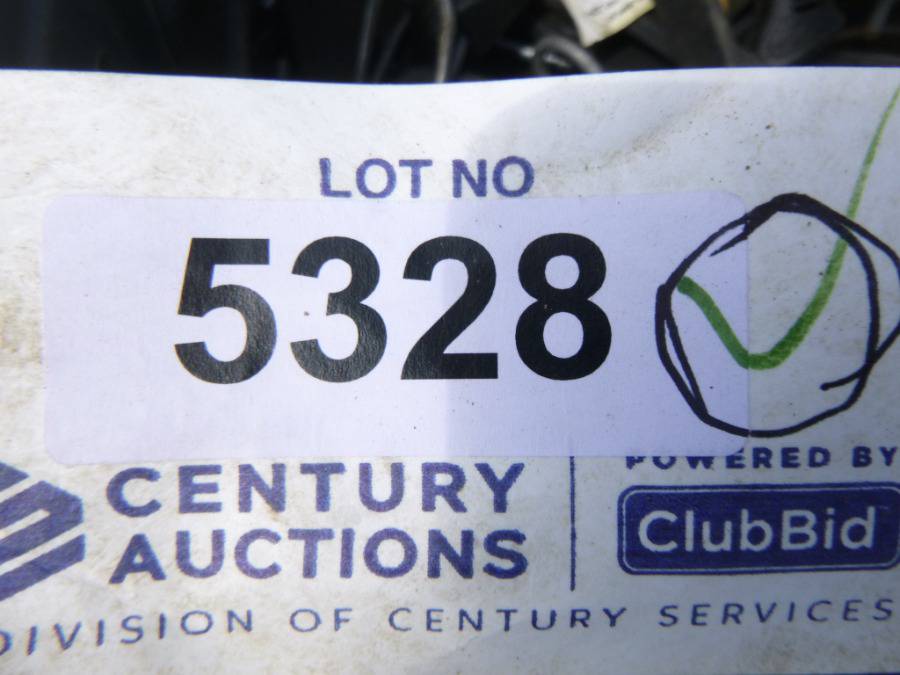 LOT NO
5328
CENTURY
AUCTIONS
POWERED BY
ClubBid
DIVISION OF CENTURY SERVICES